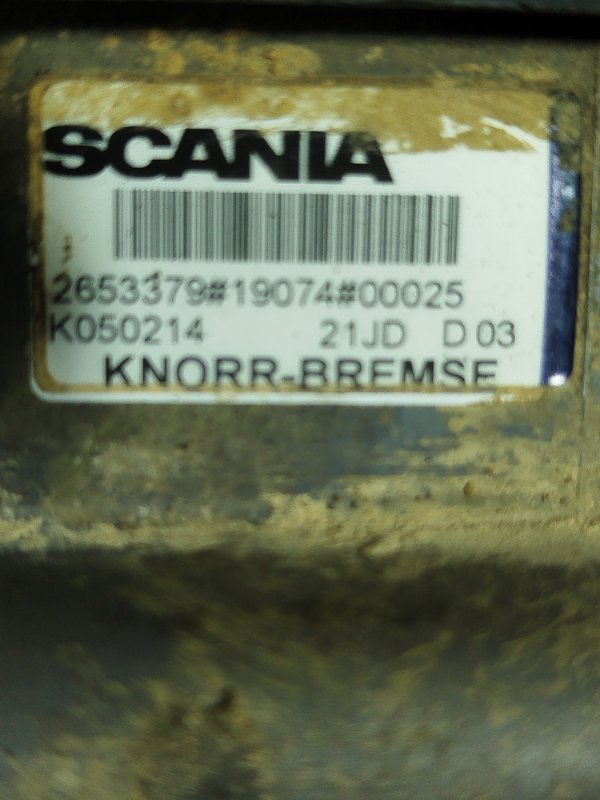 SCANIA
2653379#19074#00025
K050214 21JD D 03
KNORR-BREMSE